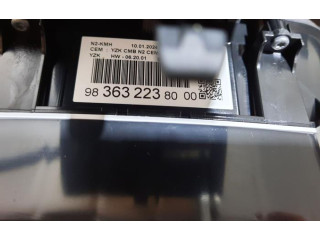 N2-KMH 10.01.202
CEM YZK CMB N2 CEM
YZK HW - 06.20.01
98 363 223 80 00